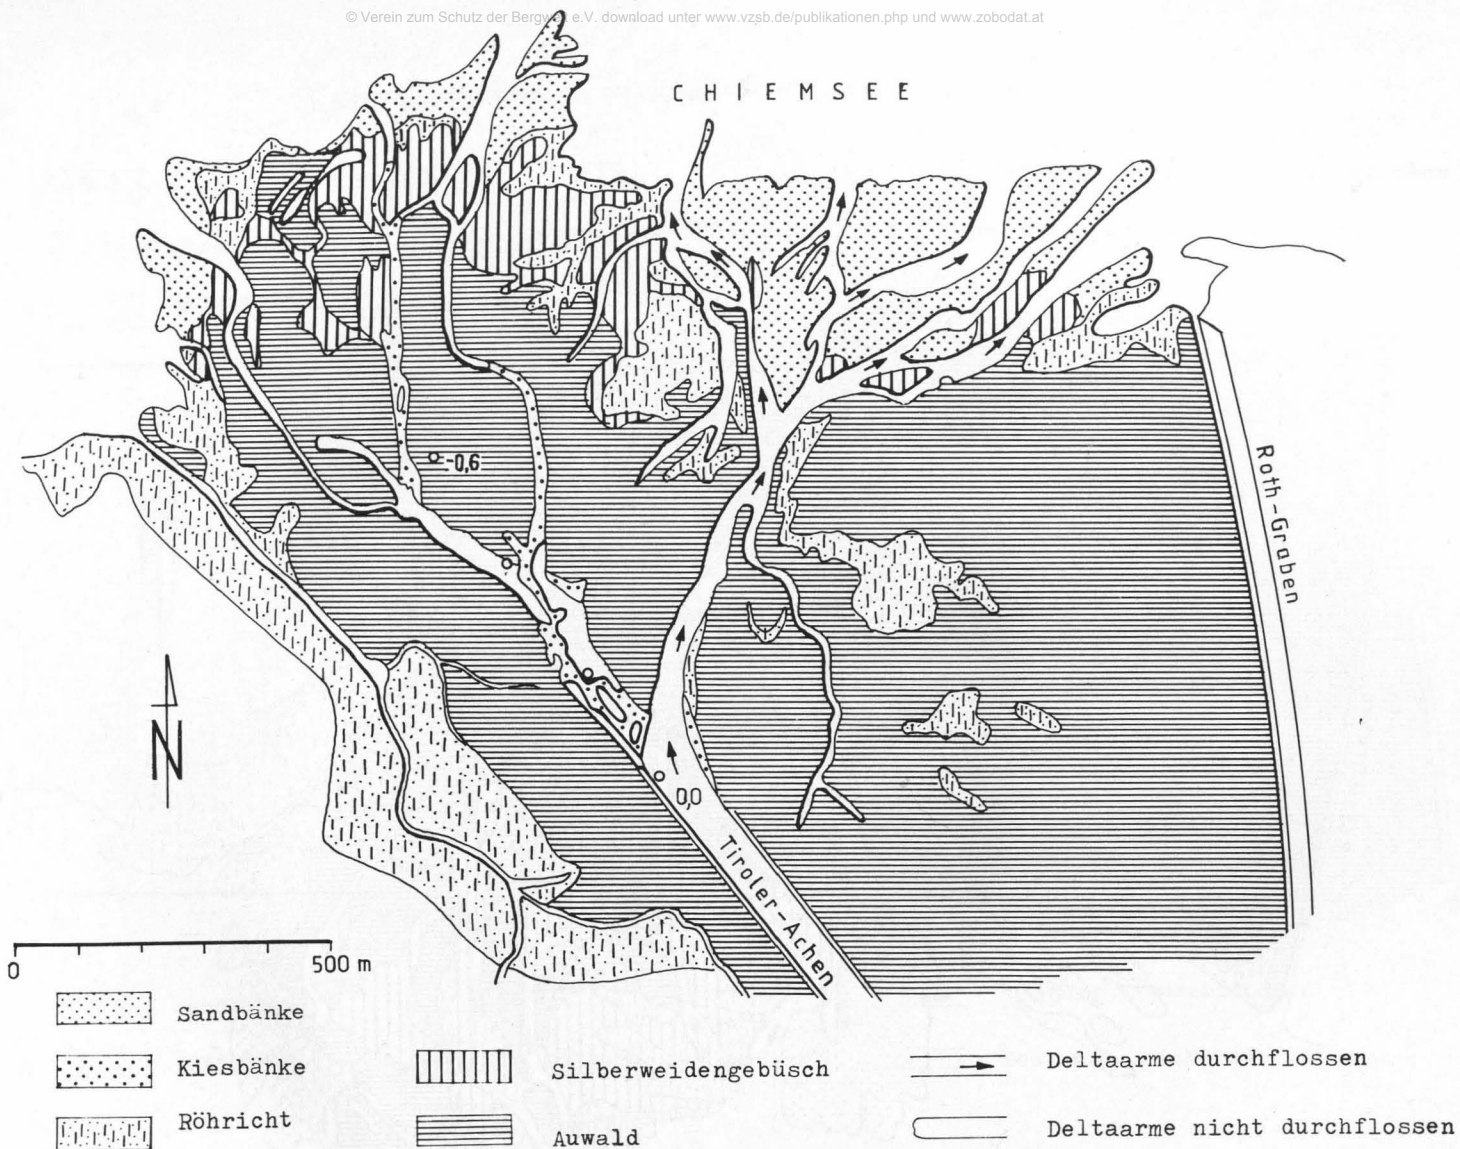 © Verein zum Schutz der Bergwelt e.V. download unter www.vzsb.de/publikationen.php und www.zobodat.at
CHIEMSEE
-0,6
Roth-Graben
N
0,0
Tiroler-Achen
0 500 m
Sandbänke
Kiesbänke
Röhricht
Silberweidengebüsch
Auwald
Deltaarme durchflossen
Deltaarme nicht durchflossen